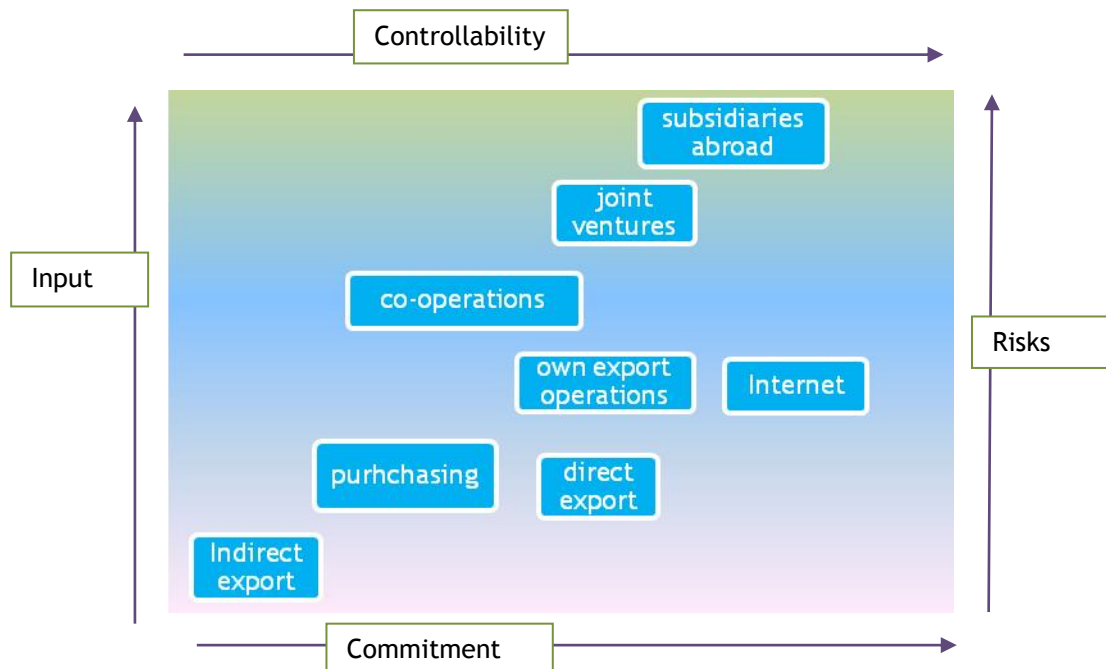 Controllability
subsidiaries
abroad
joint
ventures
Input
co-operations
Risks
own export
operations
Internet
purhchasing
direct
export
Indirect
export
Commitment